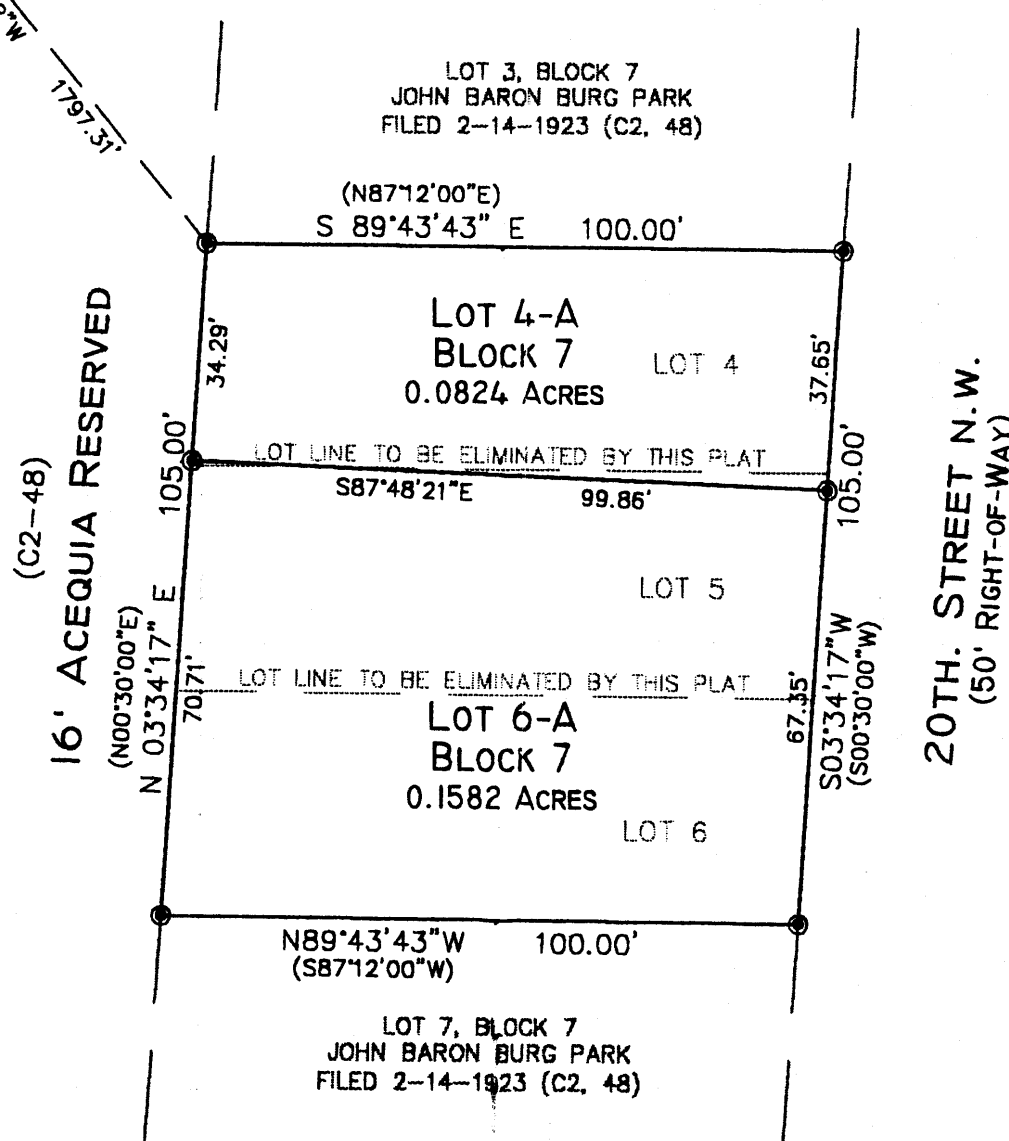 1797.31'
LOT 3, BLOCK 7
JOHN BARON BURG PARK
FILED 2-14-1923 (C2, 48)
(N87°12'00"E)
S 89°43'43" E 100.00'
LOT 4-A
BLOCK 7
0.0824 ACRES
LOT 4
34.29'
37.65'
105.00'
105.00'
LOT LINE TO BE ELIMINATED BY THIS PLAT
S87°48'21"E 99.86'
(C2-48)
16' ACEQUIA RESERVED
(N00°30'00"E)
N 03°34'17" E
70.71'
LOT 5
LOT LINE TO BE ELIMINATED BY THIS PLAT
LOT 6-A
BLOCK 7
0.1582 ACRES
LOT 6
67.35'
S03°34'17"W
(S00°30'00"W)
20TH. STREET N.W.
(50' RIGHT-OF-WAY)
N89°43'43"W 100.00'
(S87°12'00"W)
LOT 7, BLOCK 7
JOHN BARON BURG PARK
FILED 2-14-1923 (C2, 48)